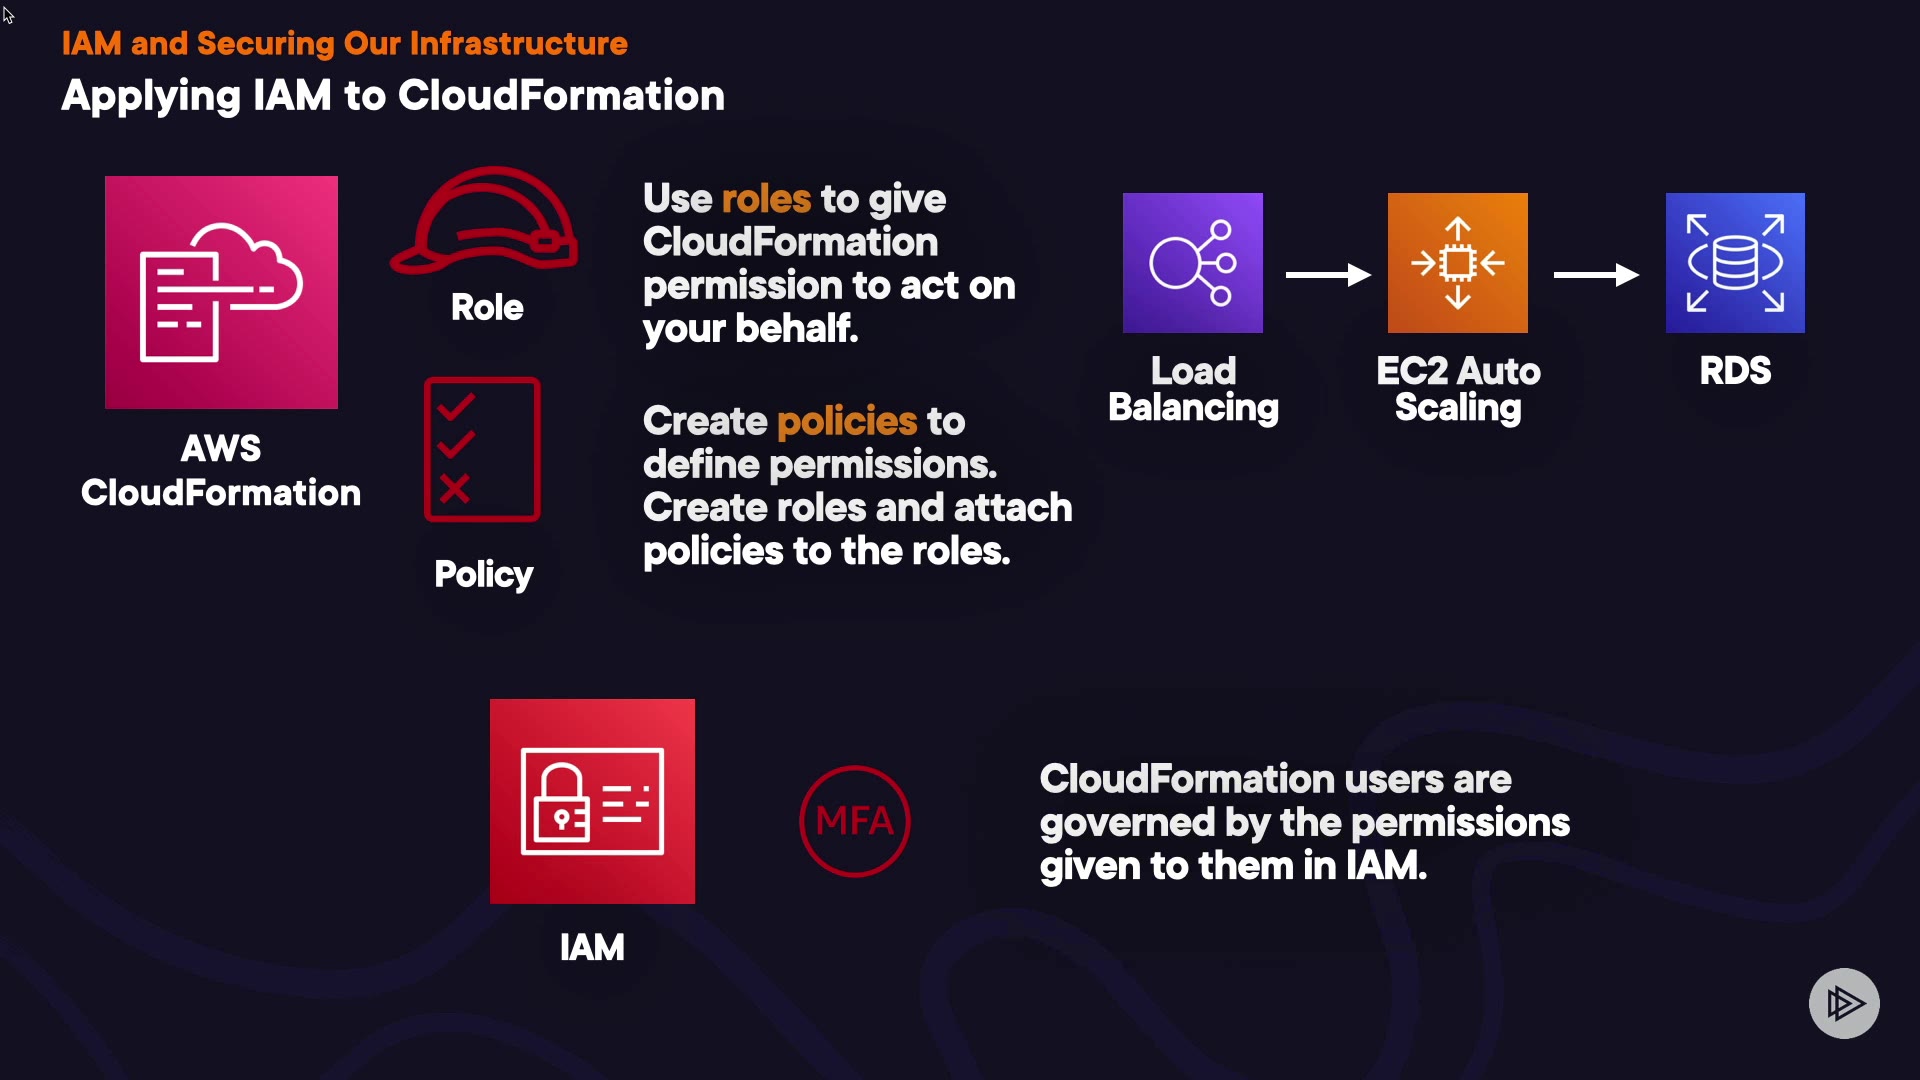 IAM and Securing Our Infrastructure
Applying IAM to CloudFormation
AWS
CloudFormation
Role
Use roles to give
CloudFormation
permission to act on
your behalf.
Policy
Create policies to
define permissions.
Create roles and attach
policies to the roles.
Load
Balancing
EC2 Auto
Scaling
RDS
IAM
MFA
CloudFormation users are
governed by the permissions
given to them in IAM.